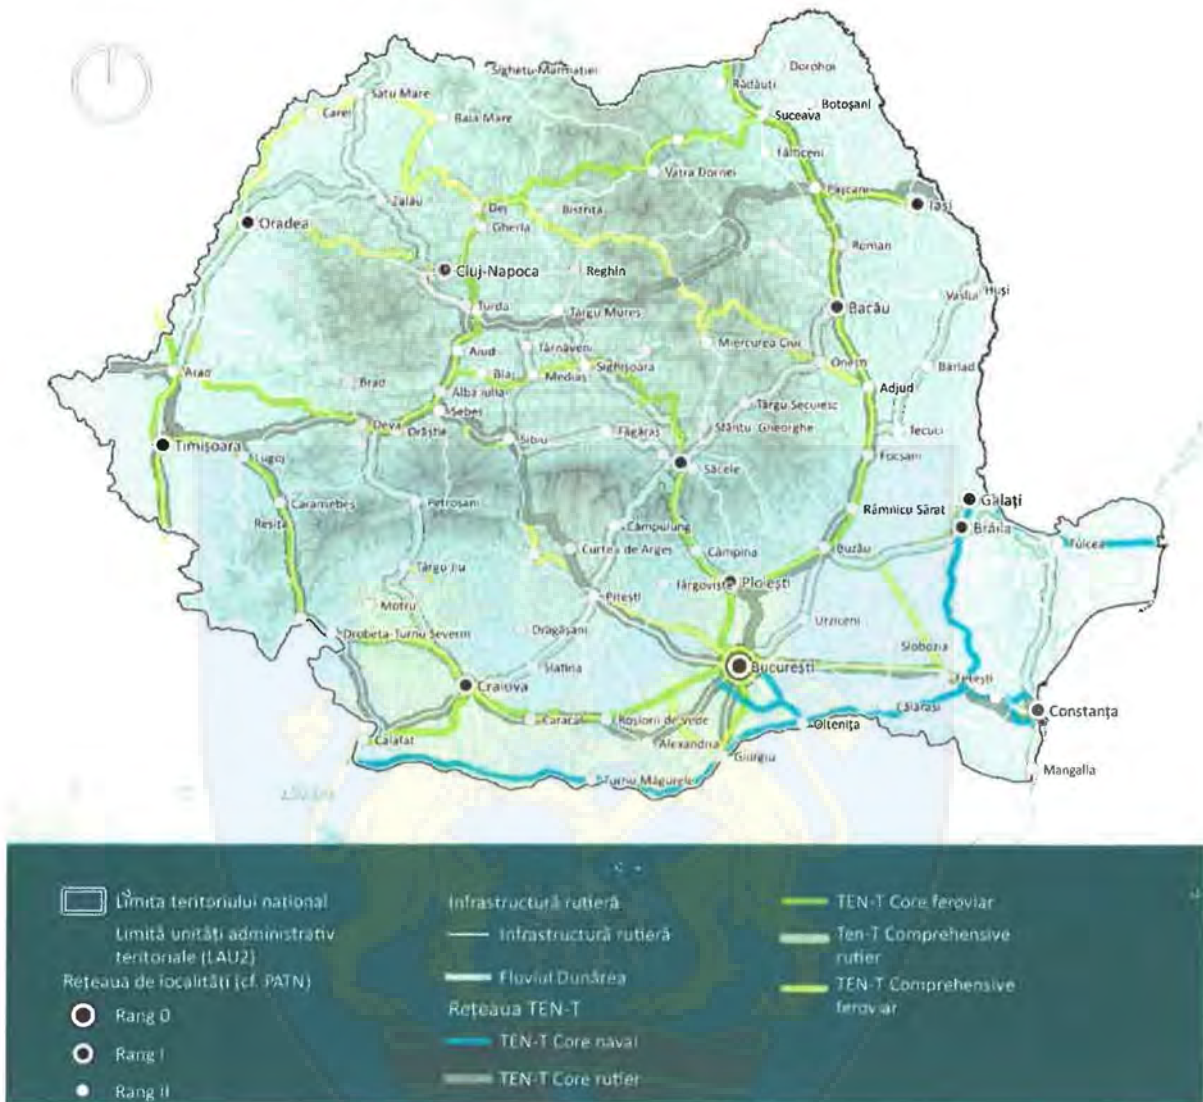 Sighetu-Marmației
Dorohoi
Rădăuți
Satu Mare
Botoșani
Carei
Baia Mare
Suceava
Fălticeni
Vatra Dornei
Pașcani
Zalău
Dej
Bistrița
Iași
Oradea
Gherla
Roman
Cluj-Napoca
Reghin
Vaslui
Huși
Turda
Târgu Mureș
Bacău
Târnăveni
Miercurea Ciuc
Aiud
Sighișoara
Onești
Arad
Blaj
Mediaș
Bârlad
Brad
Alba Iulia
Adjud
Târgu Secuiesc
Sebeș
Deva
Orăștie
Făgăraș
Sfântu Gheorghe
Tecuci
Timișoara
Sibiu
Lugoj
Săcele
Focșani
Caransebeș
Petroșani
Galați
Reșița
Râmnicu Sărat
Câmpulung
Brăila
Curtea de Argeș
Câmpina
Buzău
Tulcea
Târgu Jiu
Târgoviște
Ploiești
Motru
Pitești
Urziceni
Drobeta-Turnu Severin
Drăgășani
Slobozia
Slatina
București
Craiova
Fetești
Caracal
Roșiorii de Vede
Călărași
Constanța
Oltenița
Calafat
Alexandria
Giurgiu
Mangalia
Turnu Măgurele
Limita teritoriului național
Limită unități administrativ
teritoriale (LAU2)
Rețeaua de localități (cf. PATN)
Rang 0
Rang I
Rang II
Infrastructură rutieră
Infrastructură rutieră
Fluviul Dunărea
Rețeaua TEN-T
TEN-T Core naval
TEN-T Core rutier
TEN-T Core feroviar
Ten-T Comprehensive
rutier
TEN-T Comprehensive
feroviar